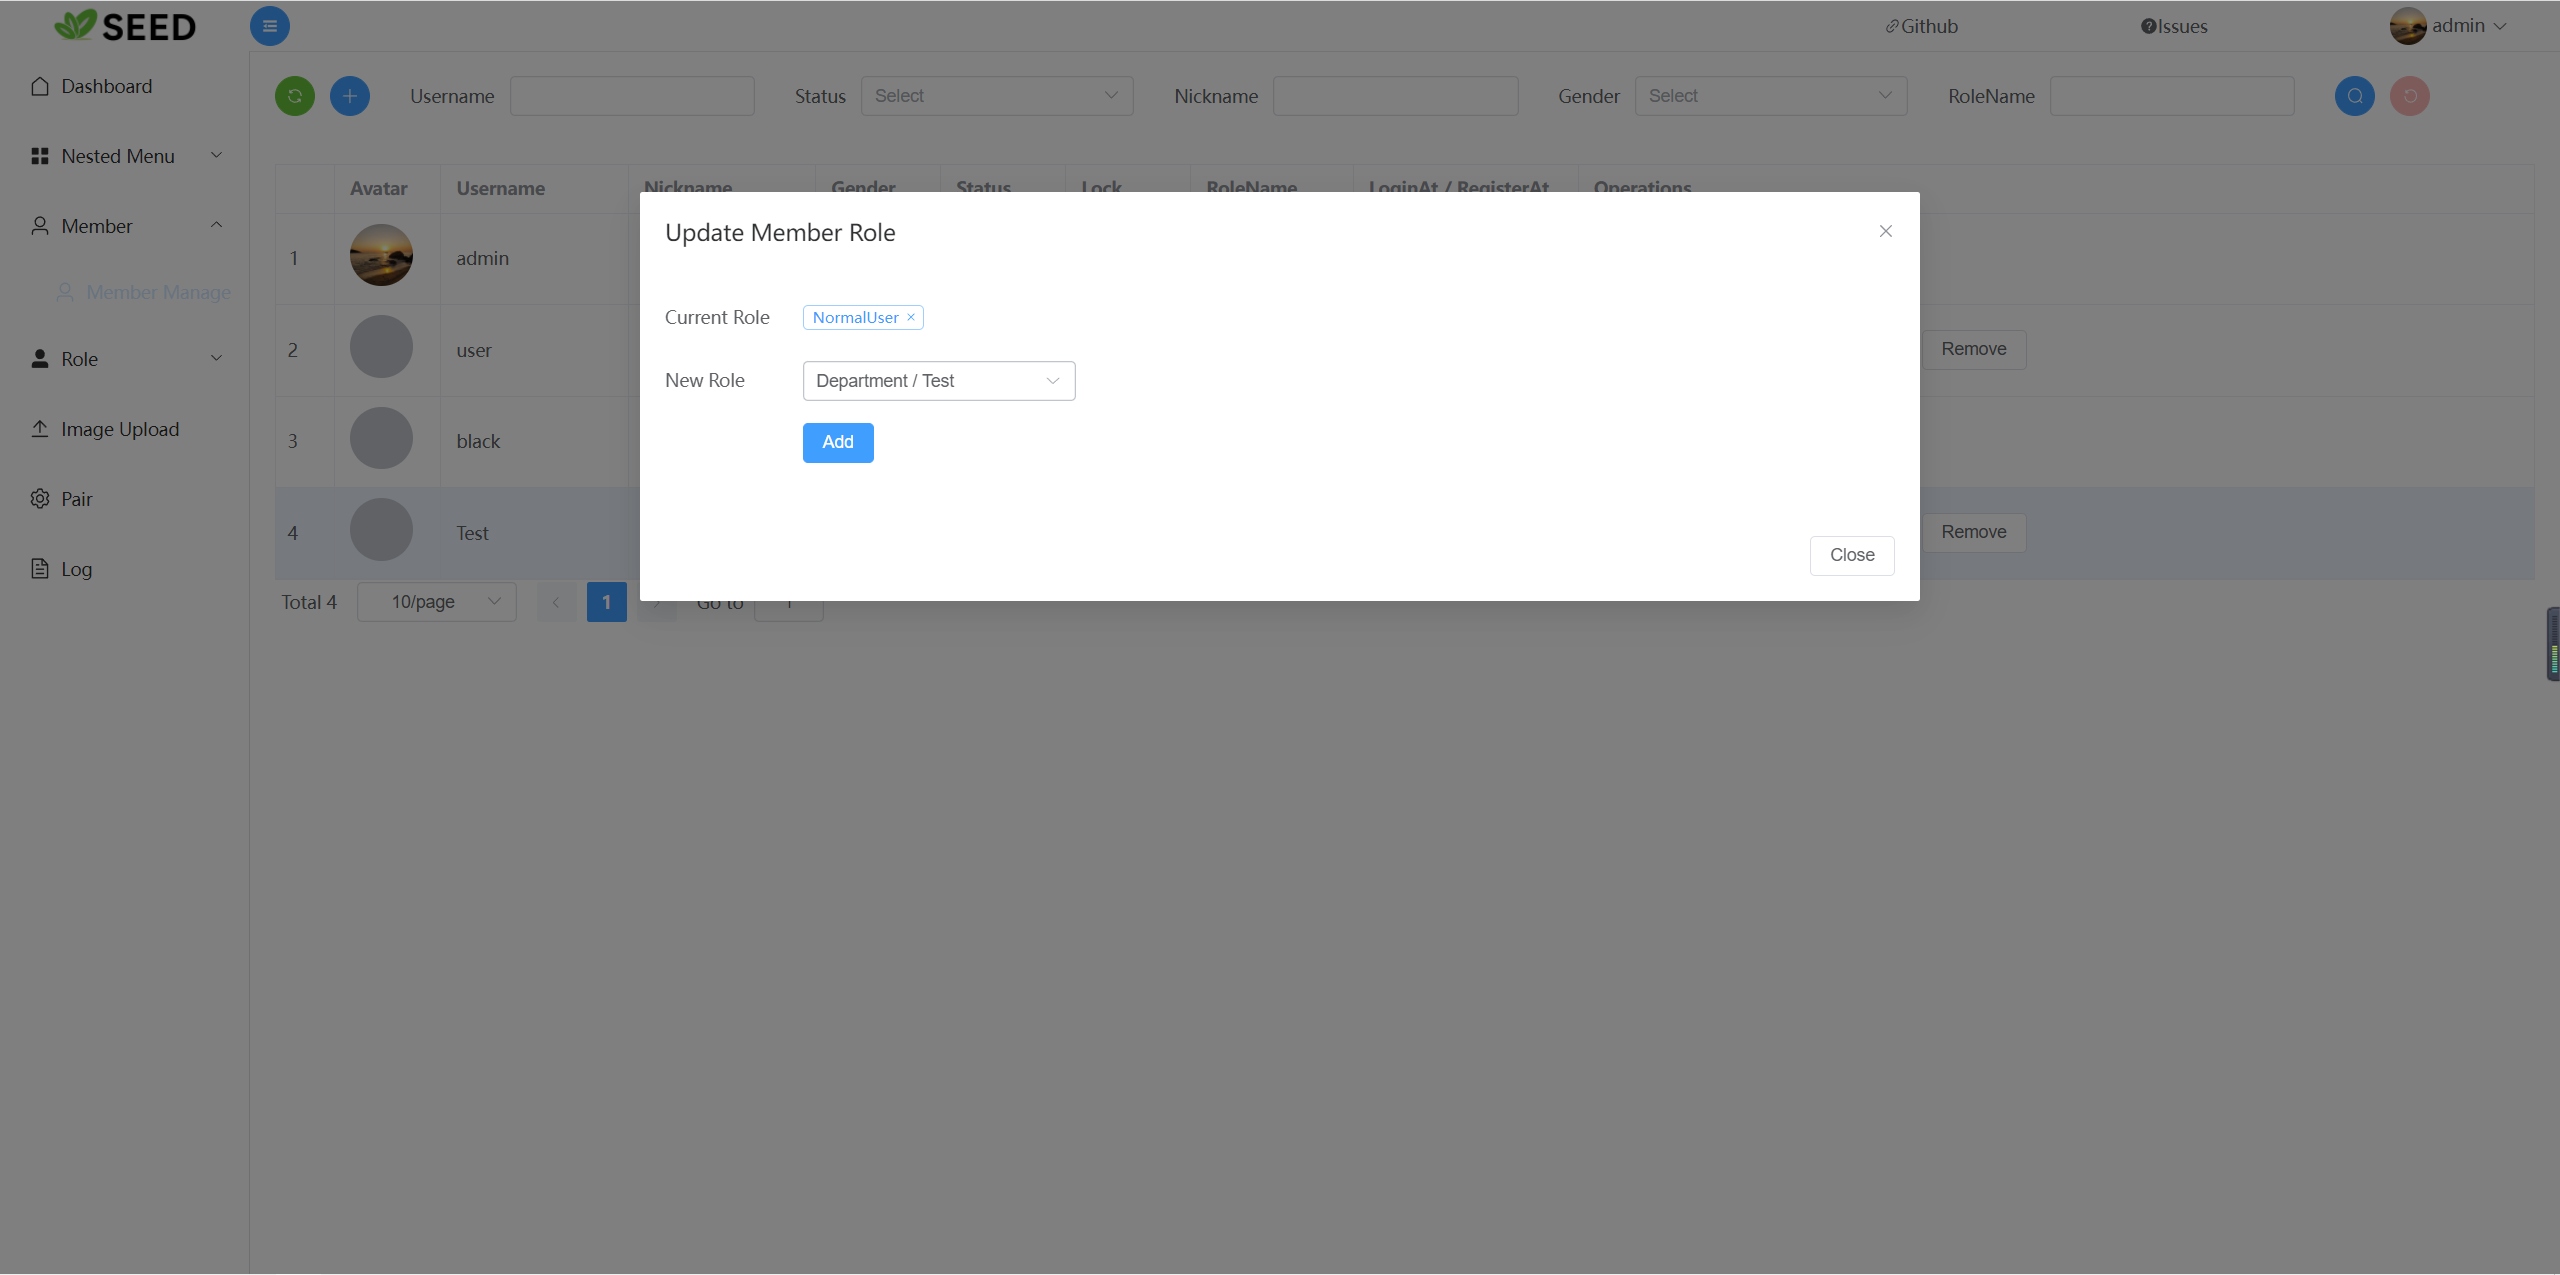 SEED
Github
Issues
admin
Dashboard
Nested Menu
Member
Member Manage
Role
Image Upload
Pair
Log
Username
Status
Select
Nickname
Gender
Select
RoleName
Avatar
Username
Nickname
Gender
Status
Lock
RoleName
LoginAt / RegisterAt
Operations
1
admin
2
user
Remove
3
black
4
Test
Remove
Total 4
10/page
1
Go to
1
Update Member Role
Current Role
NormalUser
New Role
Department / Test
Add
Close